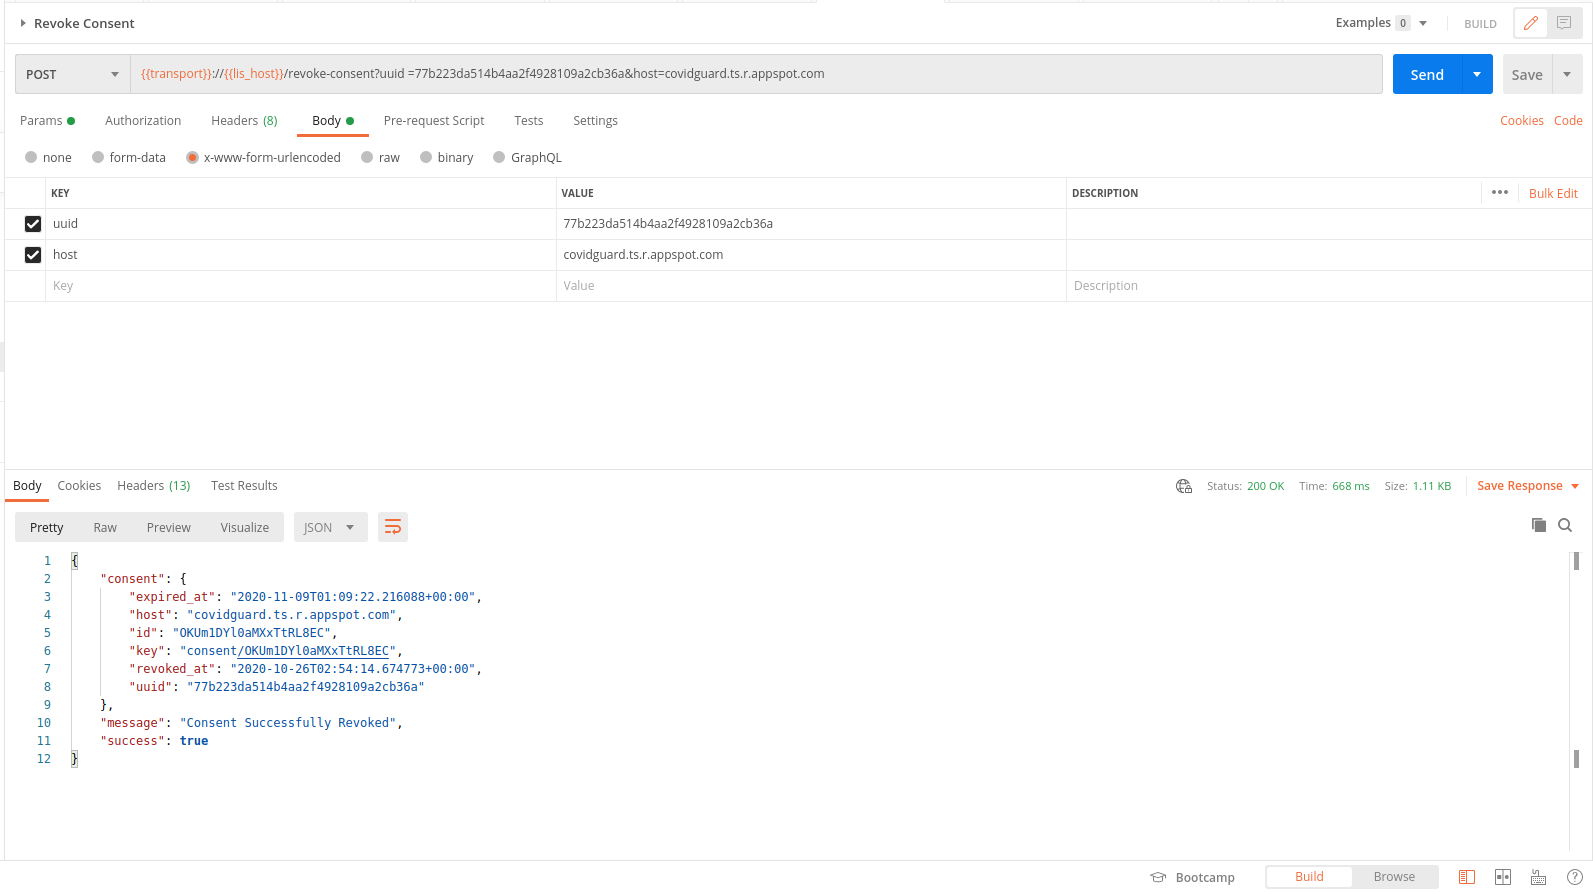 Revoke Consent
Examples 0 BUILD
POST {{transport}}://{{lis_host}}/revoke-consent?uuid =77b223da514b4aa2f4928109a2cb36a&host=covidguard.ts.r.appspot.com Send Save
Params Authorization Headers (8) Body Pre-request Script Tests Settings Cookies Code
none form-data x-www-form-urlencoded raw binary GraphQL
KEY VALUE DESCRIPTION ••• Bulk Edit
uuid 77b223da514b4aa2f4928109a2cb36a
host covidguard.ts.r.appspot.com
Key Value Description
Body Cookies Headers (13) Test Results Status: 200 OK Time: 668 ms Size: 1.11 KB Save Response
Pretty Raw Preview Visualize JSON
1 {
2 "consent": {
3 "expired_at": "2020-11-09T01:09:22.216088+00:00",
4 "host": "covidguard.ts.r.appspot.com",
5 "id": "OKUm1DYl0aMXxTtRL8EC",
6 "key": "consent/OKUm1DYl0aMXxTtRL8EC",
7 "revoked_at": "2020-10-26T02:54:14.674773+00:00",
8 "uuid": "77b223da514b4aa2f4928109a2cb36a"
9 },
10 "message": "Consent Successfully Revoked",
11 "success": true
12 }
Bootcamp Build Browse ?